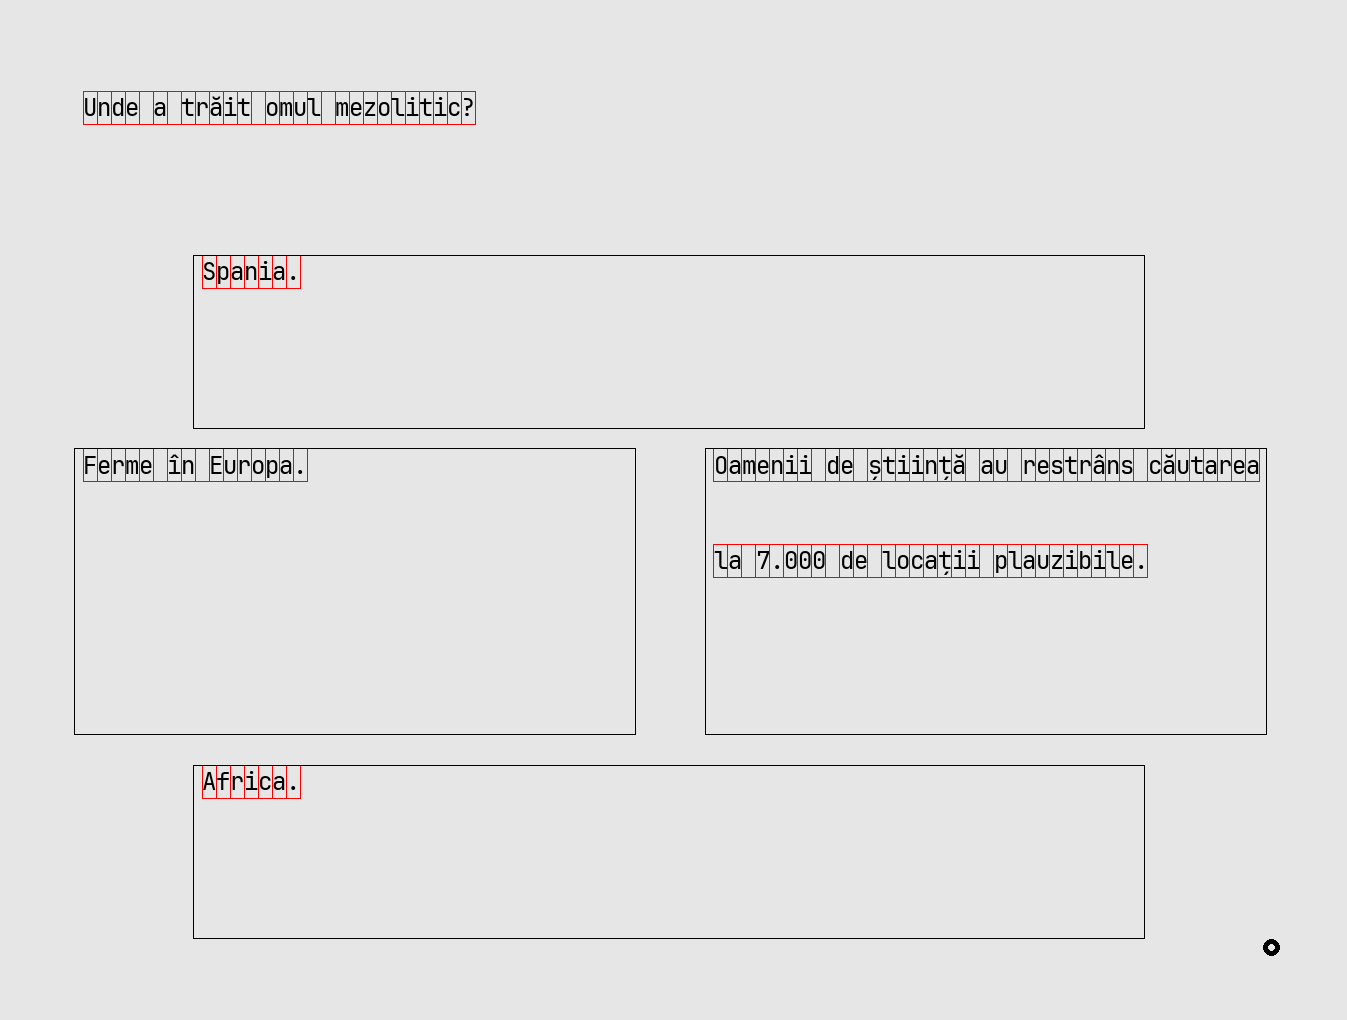 Unde a trăit omul mezolitic?
Spania.
Ferme în Europa.
Oamenii de știință au restrâns căutarea
la 7.000 de locații plauzibile.
Africa.